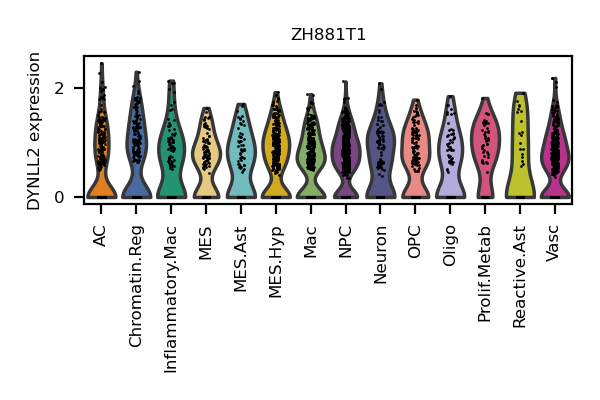 ZH881T1
DYNLL2 expression
2
0
AC
Chromatin.Reg
Inflammatory.Mac
MES
MES.Ast
MES.Hyp
Mac
NPC
Neuron
OPC
Oligo
Prolif.Metab
Reactive.Ast
Vasc